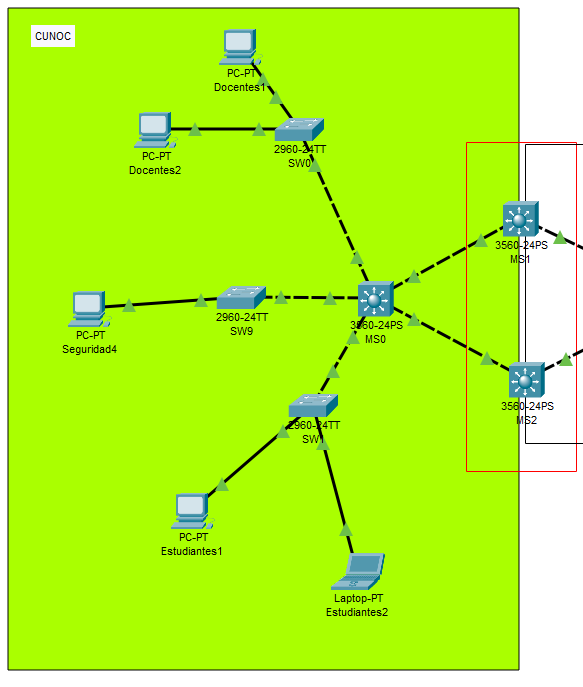 CUNOC
PC-PT
Docentes1
2960-24TT
SW0
PC-PT
Docentes2
3560-24PS
MS1
2960-24TT
SW9
3560-24PS
MS0
PC-PT
Seguridad4
3560-24PS
MS2
2960-24TT
PC-PT
Estudiantes1
Laptop-PT
Estudiantes2